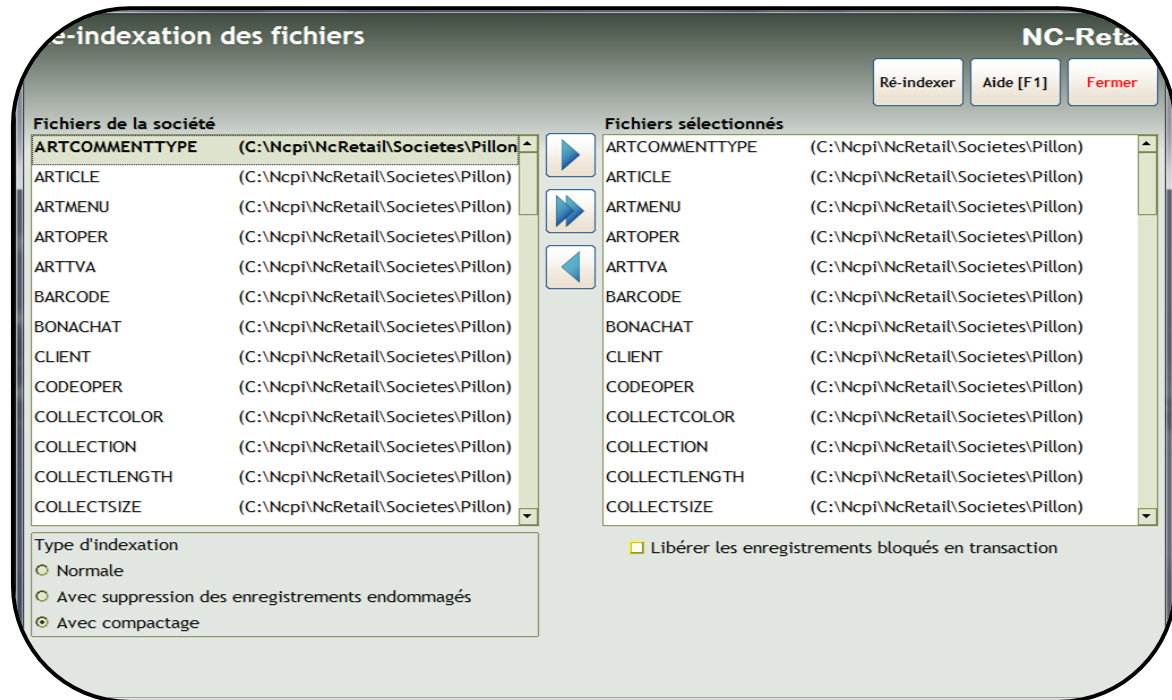 é-indexation des fichiers
NC-Reta
Ré-indexer
Aide [F1]
Fermer
Fichiers de la société
ARTCOMMENTTYPE (C:\Ncpi\NcRetail\Societes\Pillon
ARTICLE (C:\Ncpi\NcRetail\Societes\Pillon)
ARTMENU (C:\Ncpi\NcRetail\Societes\Pillon)
ARTOPER (C:\Ncpi\NcRetail\Societes\Pillon)
ARTTVA (C:\Ncpi\NcRetail\Societes\Pillon)
BARCODE (C:\Ncpi\NcRetail\Societes\Pillon)
BONACHAT (C:\Ncpi\NcRetail\Societes\Pillon)
CLIENT (C:\Ncpi\NcRetail\Societes\Pillon)
CODEOPER (C:\Ncpi\NcRetail\Societes\Pillon)
COLLECTCOLOR (C:\Ncpi\NcRetail\Societes\Pillon)
COLLECTION (C:\Ncpi\NcRetail\Societes\Pillon)
COLLECTLENGTH (C:\Ncpi\NcRetail\Societes\Pillon)
COLLECTSIZE (C:\Ncpi\NcRetail\Societes\Pillon)
Fichiers sélectionnés
ARTCOMMENTTYPE (C:\Ncpi\NcRetail\Societes\Pillon)
ARTICLE (C:\Ncpi\NcRetail\Societes\Pillon)
ARTMENU (C:\Ncpi\NcRetail\Societes\Pillon)
ARTOPER (C:\Ncpi\NcRetail\Societes\Pillon)
ARTTVA (C:\Ncpi\NcRetail\Societes\Pillon)
BARCODE (C:\Ncpi\NcRetail\Societes\Pillon)
BONACHAT (C:\Ncpi\NcRetail\Societes\Pillon)
CLIENT (C:\Ncpi\NcRetail\Societes\Pillon)
CODEOPER (C:\Ncpi\NcRetail\Societes\Pillon)
COLLECTCOLOR (C:\Ncpi\NcRetail\Societes\Pillon)
COLLECTION (C:\Ncpi\NcRetail\Societes\Pillon)
COLLECTLENGTH (C:\Ncpi\NcRetail\Societes\Pillon)
COLLECTSIZE (C:\Ncpi\NcRetail\Societes\Pillon)
Type d'indexation
Normale
Avec suppression des enregistrements endommagés
Avec compactage
Libérer les enregistrements bloqués en transaction